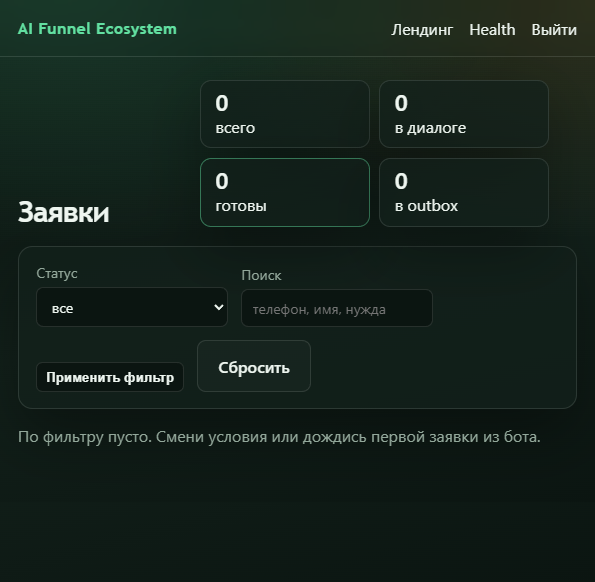 AI Funnel Ecosystem
Лендинг Health Выйти
0
всего
0
в диалоге
0
готовы
0
в outbox
Заявки
Статус
все
Поиск
телефон, имя, нужда
Применить фильтр
Сбросить
По фильтру пусто. Смени условия или дождись первой заявки из бота.